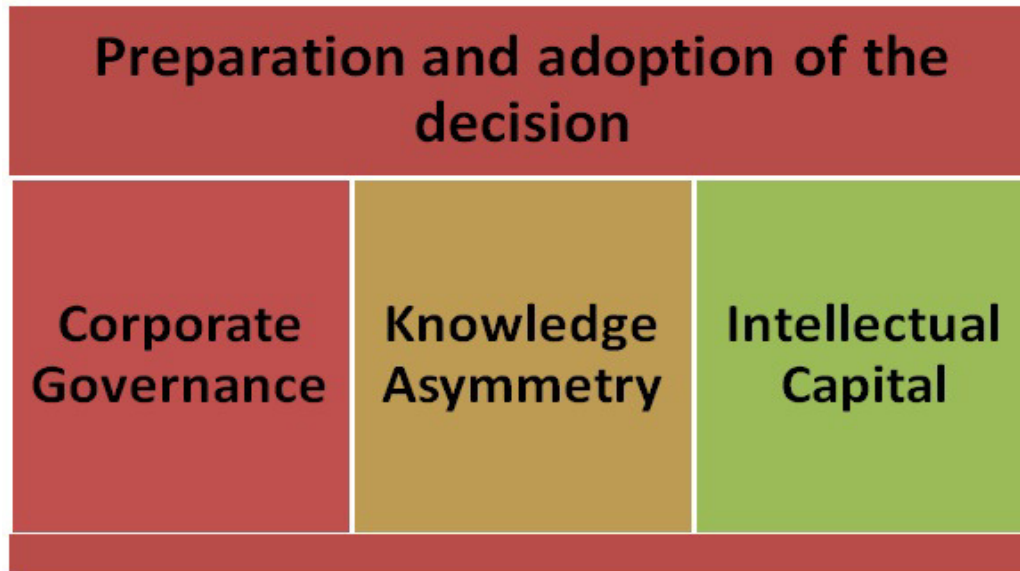 Preparation and adoption of the
decision
Corporate
Governance
Knowledge
Asymmetry
Intellectual
Capital